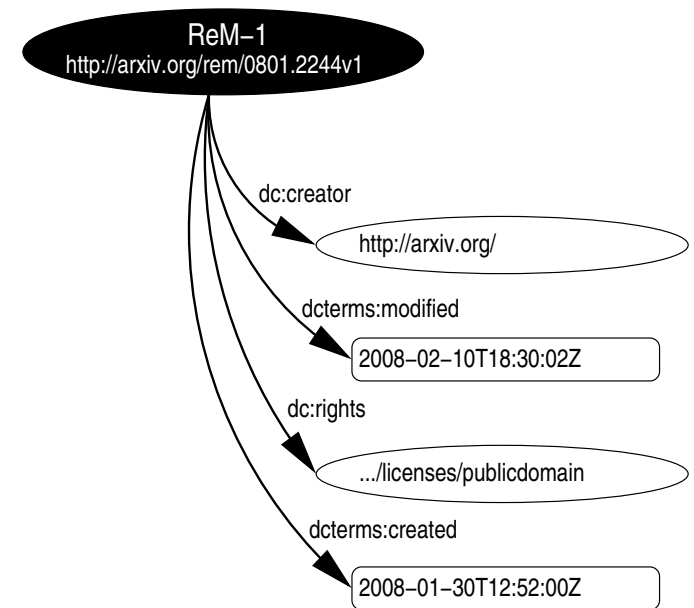 ReM−1
http://arxiv.org/rem/0801.2244v1
dc:creator
http://arxiv.org/
dcterms:modified
2008−02−10T18:30:02Z
dc:rights
.../licenses/publicdomain
dcterms:created
2008−01−30T12:52:00Z